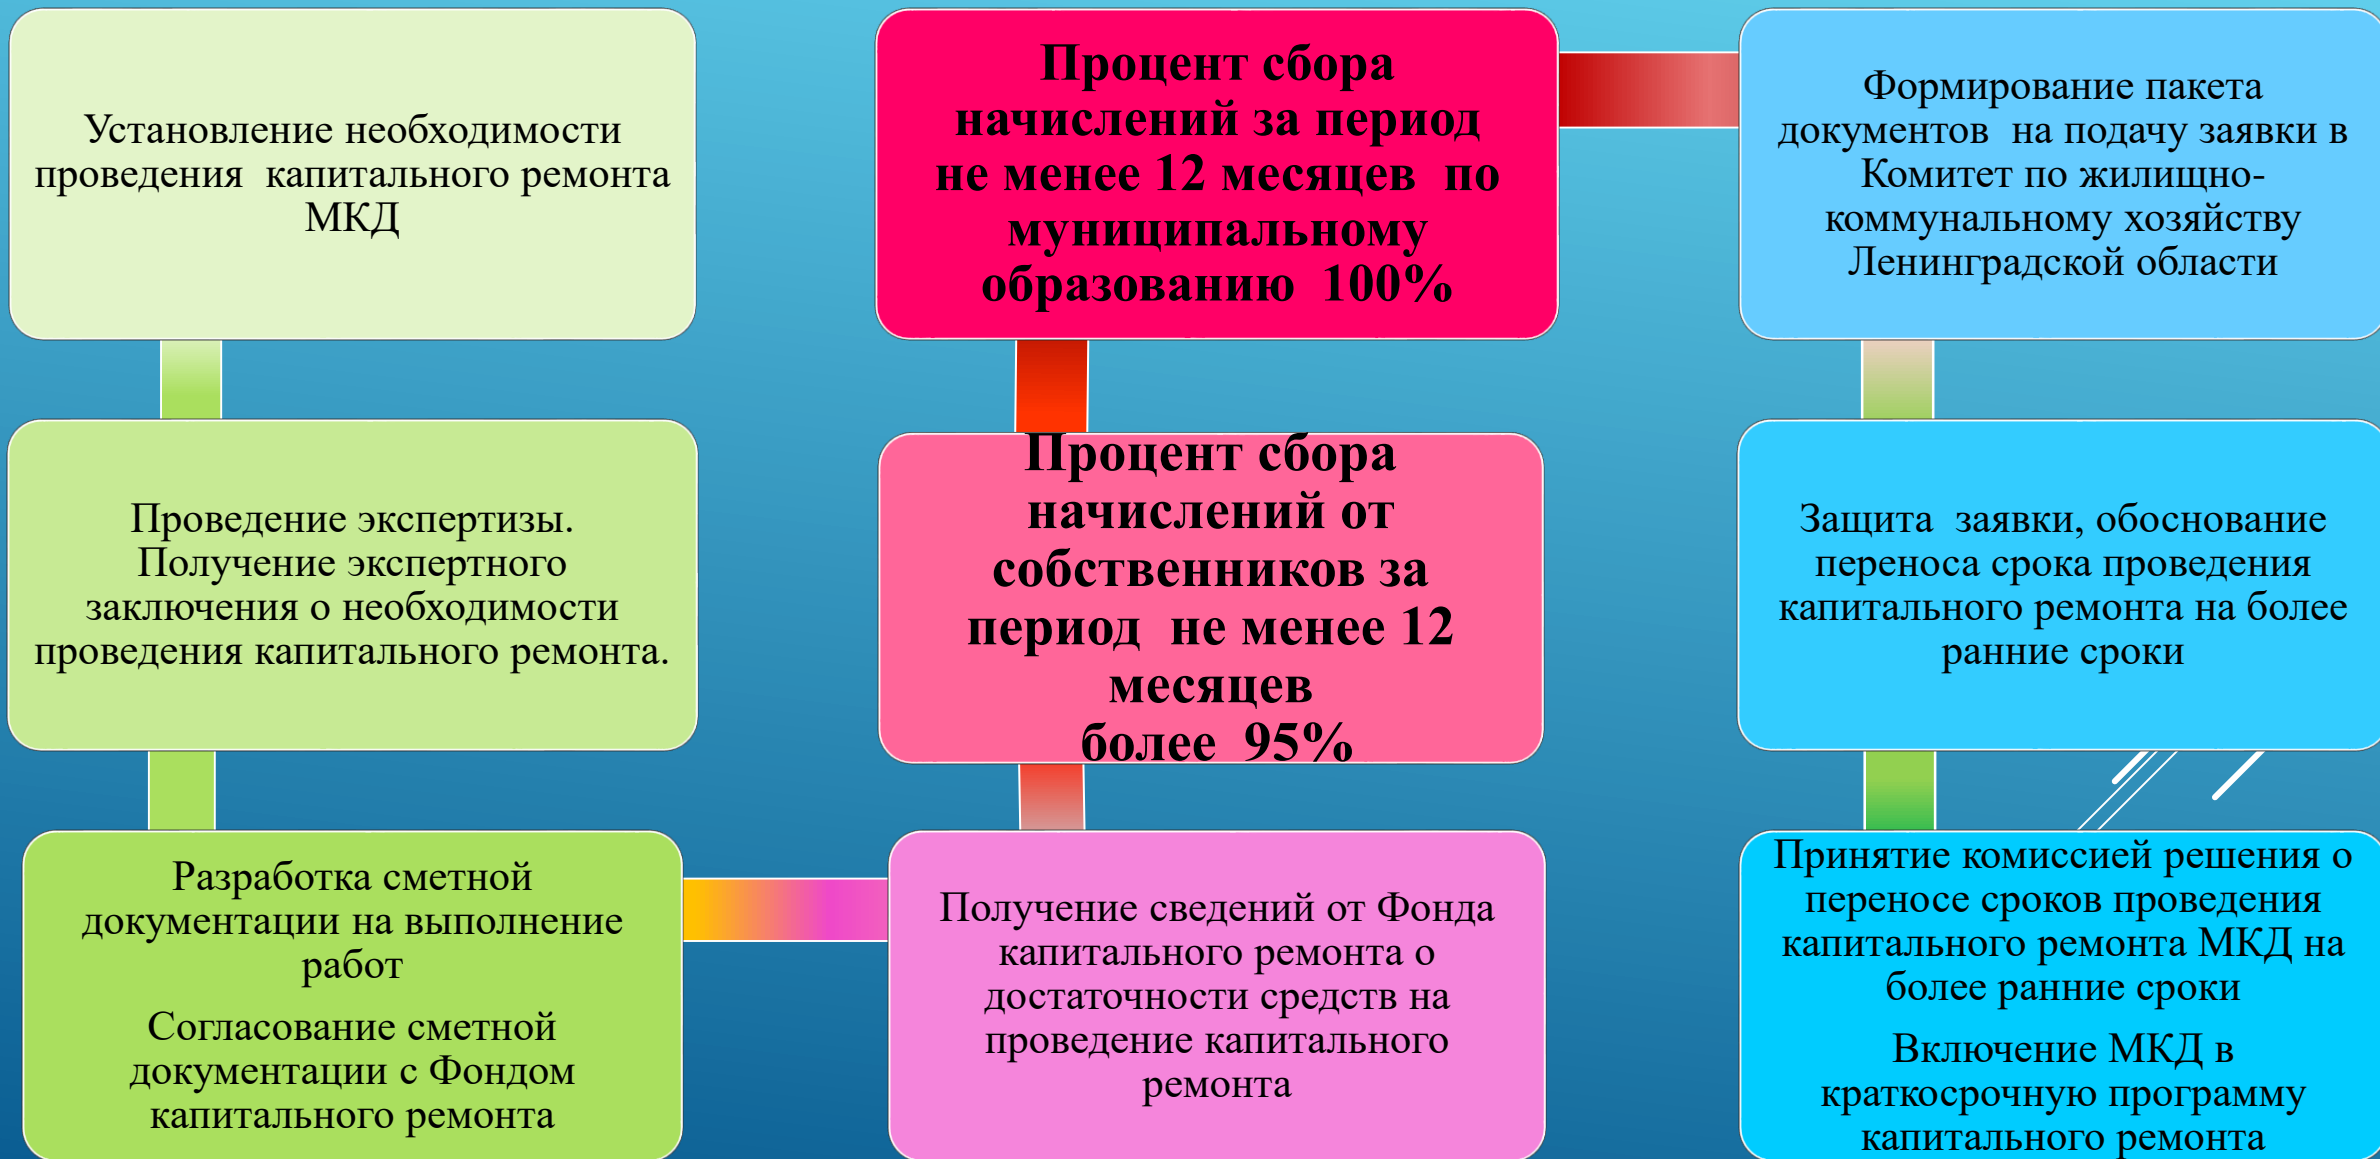 Установление необходимости
проведения капитального ремонта
МКД
Проведение экспертизы.
Получение экспертного
заключения о необходимости
проведения капитального ремонта.
Разработка сметной
документации на выполнение
работ
Согласование сметной
документации с Фондом
капитального ремонта
Получение сведений от Фонда
капитального ремонта о
достаточности средств на
проведение капитального
ремонта
Процент сбора
начислений от
собственников за
период не менее 12
месяцев
более 95%
Процент сбора
начислений за период
не менее 12 месяцев по
муниципальному
образованию 100%
Формирование пакета
документов на подачу заявки в
Комитет по жилищно-
коммунальному хозяйству
Ленинградской области
Защита заявки, обоснование
переноса срока проведения
капитального ремонта на более
ранние сроки
Принятие комиссией решения о
переносе сроков проведения
капитального ремонта МКД на
более ранние сроки
Включение МКД в
краткосрочную программу
капитального ремонта